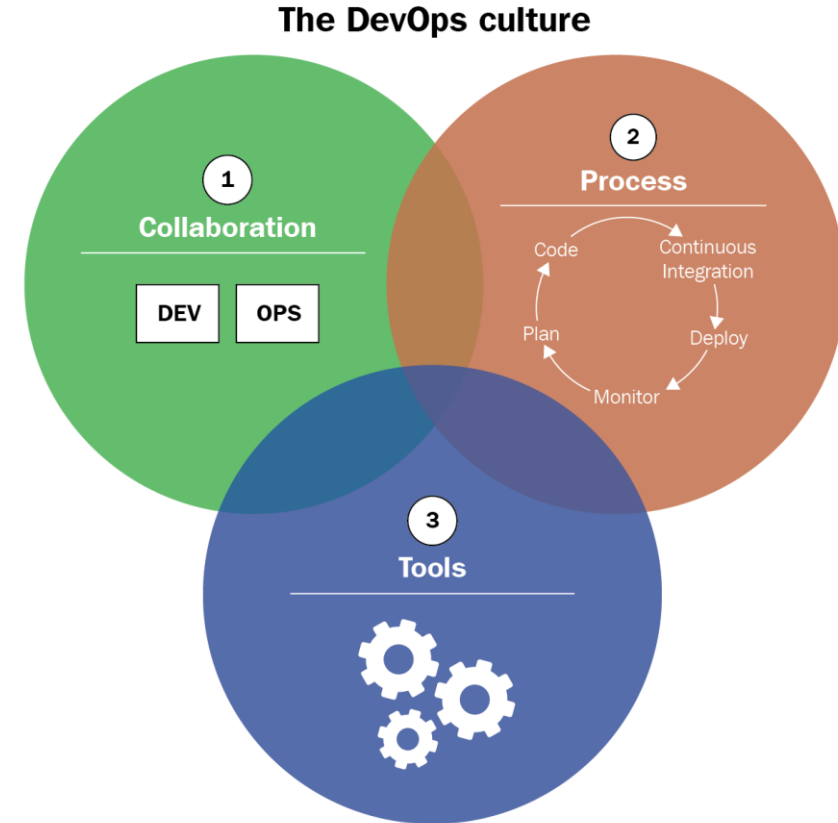 The DevOps culture
1
Collaboration
DEV OPS
2
Process
Code
Continuous
Integration
Plan
Deploy
Monitor
3
Tools